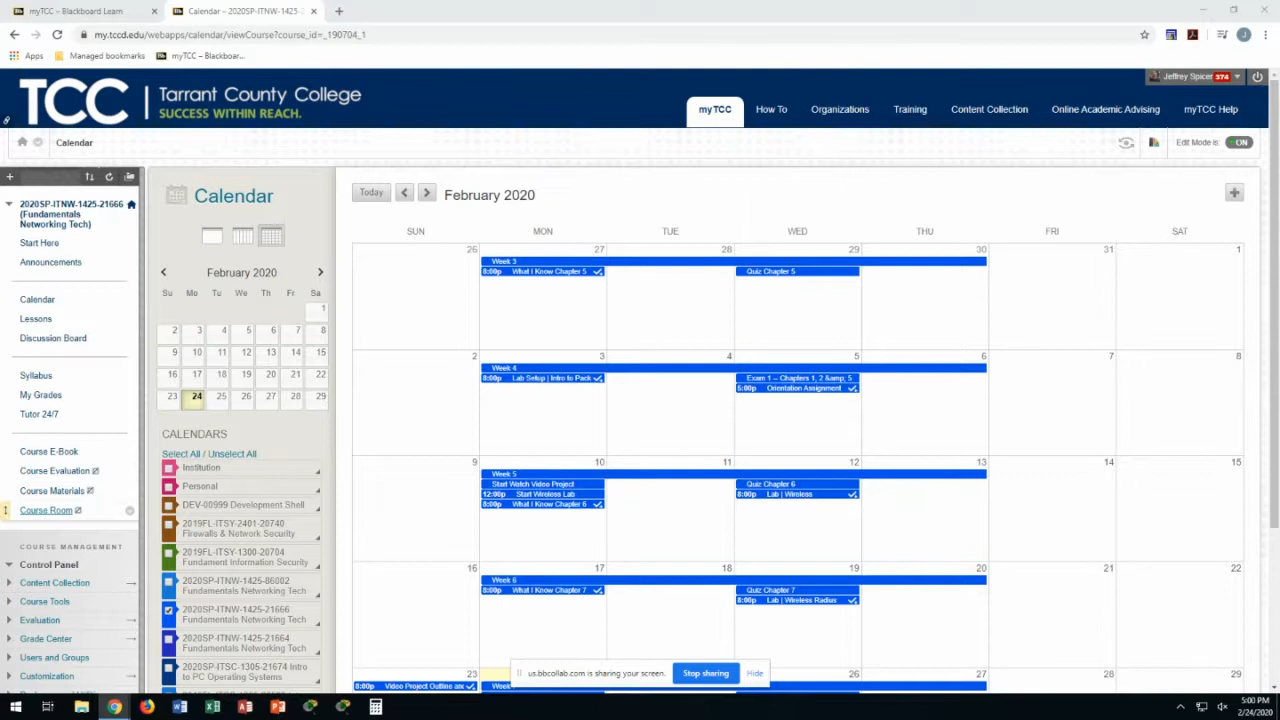 myTCC – Blackboard Learn
Calendar – 2020SP-ITNW-1425-
my.tccd.edu/webapps/calendar/viewCourse?course_id=_190704_1
Apps
Managed bookmarks
myTCC – Blackboar...
Jeffrey Spicer 374
TCC
Tarrant County College
SUCCESS WITHIN REACH.
myTCC
How To
Organizations
Training
Content Collection
Online Academic Advising
myTCC Help
Calendar
Edit Mode is: ON
2020SP-ITNW-1425-21666
(Fundamentals
Networking Tech)
Start Here
Announcements
Calendar
Lessons
Discussion Board
Syllabus
My Grades
Tutor 24/7
Course E-Book
Course Evaluation
Course Materials
Course Room
COURSE MANAGEMENT
Control Panel
Content Collection
Course Tools
Evaluation
Grade Center
Users and Groups
Customization
Calendar
February 2020
Su Mo Tu We Th Fr Sa
1
2 3 4 5 6 7 8
9 10 11 12 13 14 15
16 17 18 19 20 21 22
23 24 25 26 27 28 29
CALENDARS
Select All / Unselect All
Institution
Personal
DEV-00999 Development Shell
2019FL-ITSY-2401-20740
Firewalls & Network Security
2019FL-ITSY-1300-20704
Fundament Information Security
2020SP-ITNW-1425-86002
Fundamentals Networking Tech
2020SP-ITNW-1425-21666
Fundamentals Networking Tech
2020SP-ITNW-1425-21664
Fundamentals Networking Tech
2020SP-ITSC-1305-21674 Intro
to PC Operating Systems
Today
February 2020
SUN MON TUE WED THU FRI SAT
26 27 28 29 30 31 1
Week 3
8:00p What I Know Chapter 5
Quiz Chapter 5
2 3 4 5 6 7 8
Week 4
8:00p Lab Setup | Intro to Pack
Exam 1 – Chapters 1, 2 &amp; 5
5:00p Orientation Assignment
9 10 11 12 13 14 15
Week 5
Start Watch Video Project
Quiz Chapter 6
12:00p Start Wireless Lab
8:00p Lab | Wireless
8:00p What I Know Chapter 6
16 17 18 19 20 21 22
Week 6
8:00p What I Know Chapter 7
Quiz Chapter 7
8:00p Lab | Wireless Radius
23 26 27 28 29
8:00p Video Project Outline an
Week
us.bbcollab.com is sharing your screen.
Stop sharing
Hide
5:00 PM
2/24/2020